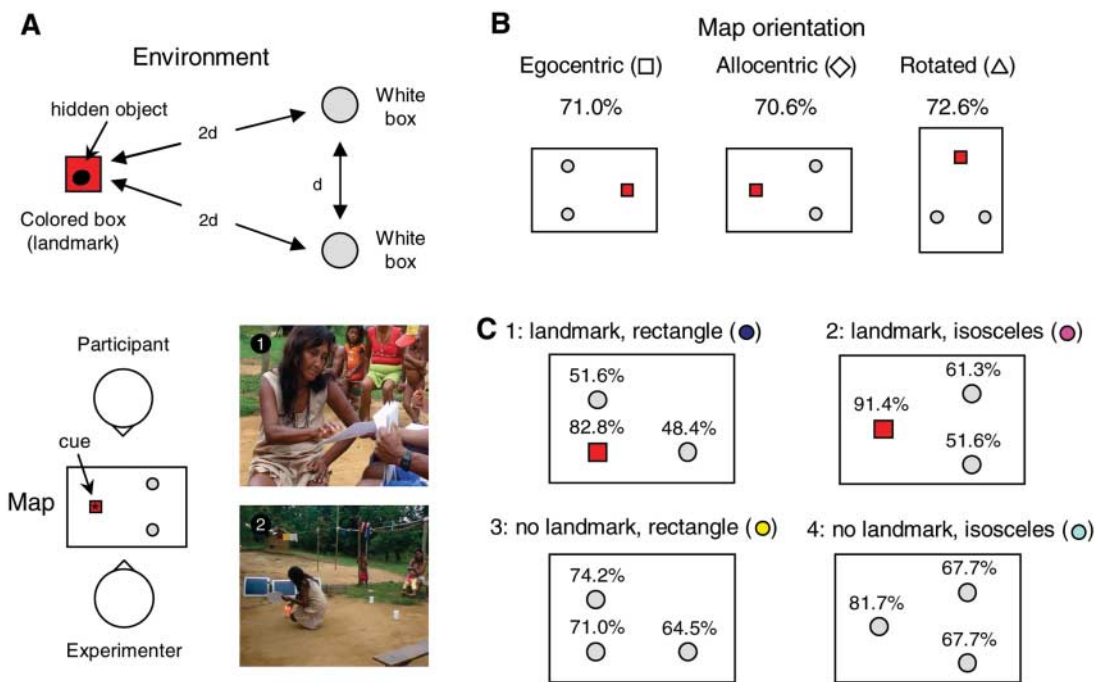 A
Environment
hidden object
2d
White
box
d
2d
Colored box
(landmark)
White
box
Participant
cue
Map
Experimenter
1
2
B
Map orientation
Egocentric (□)
Allocentric (◇)
Rotated (△)
71.0%
70.6%
72.6%
C
1: landmark, rectangle (●)
51.6%
82.8%
48.4%
2: landmark, isosceles (●)
61.3%
91.4%
51.6%
3: no landmark, rectangle (●)
74.2%
71.0%
64.5%
4: no landmark, isosceles (●)
67.7%
81.7%
67.7%